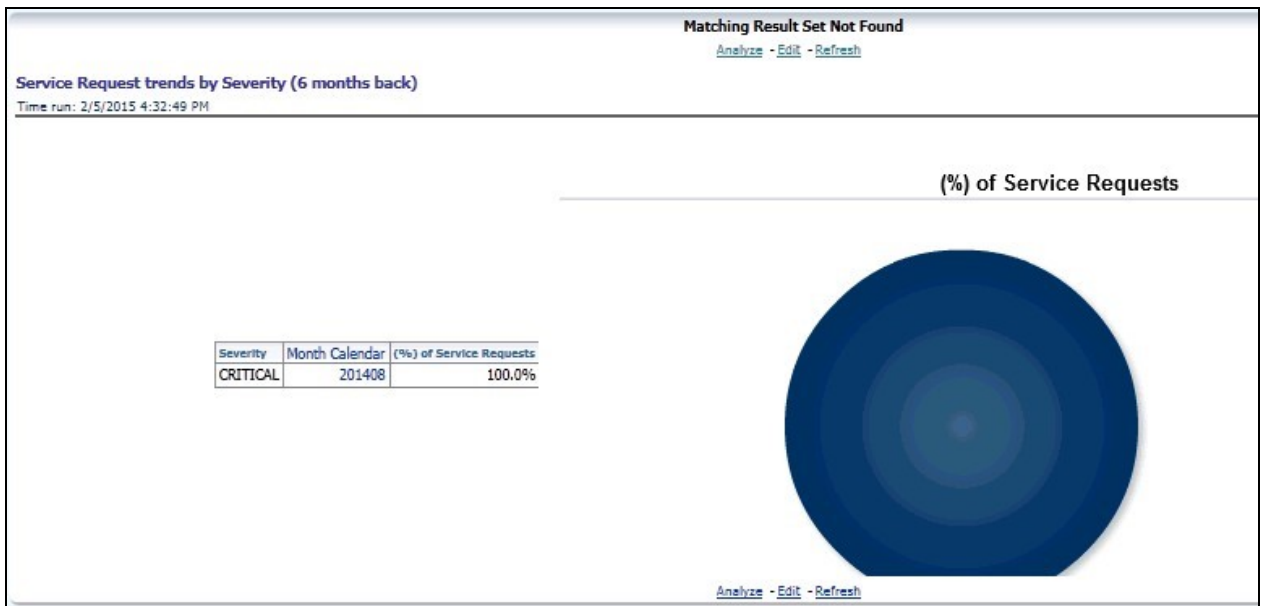 Matching Result Set Not Found
Analyze - Edit - Refresh
Service Request trends by Severity (6 months back)
Time run: 2/5/2015 4:32:49 PM
(%) of Service Requests
Severity Month Calendar (%) of Service Requests
CRITICAL 201408 100.0%
Analyze - Edit - Refresh